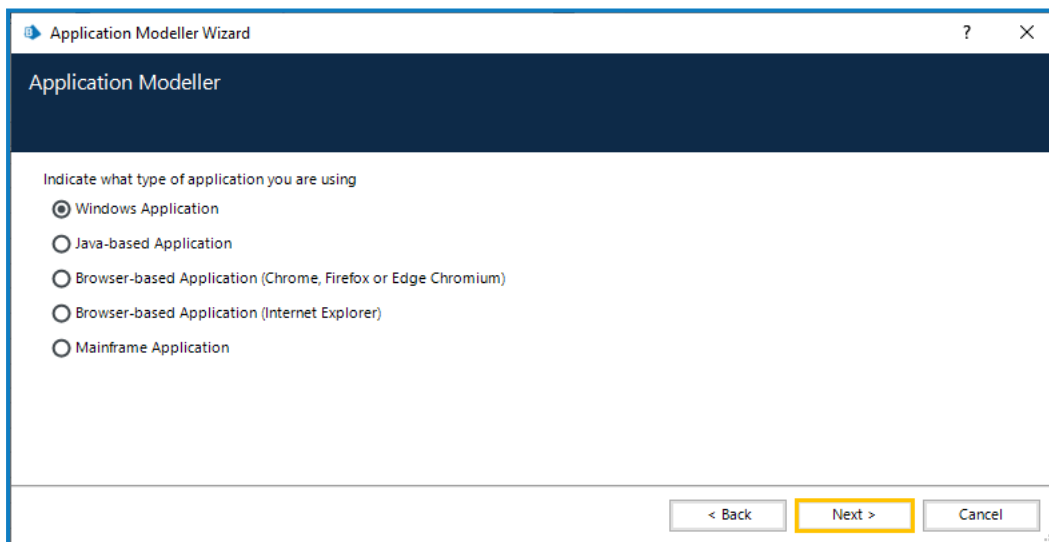 Application Modeller Wizard
?
Application Modeller
Indicate what type of application you are using
Windows Application
Java-based Application
Browser-based Application (Chrome, Firefox or Edge Chromium)
Browser-based Application (Internet Explorer)
Mainframe Application
< Back Next > Cancel